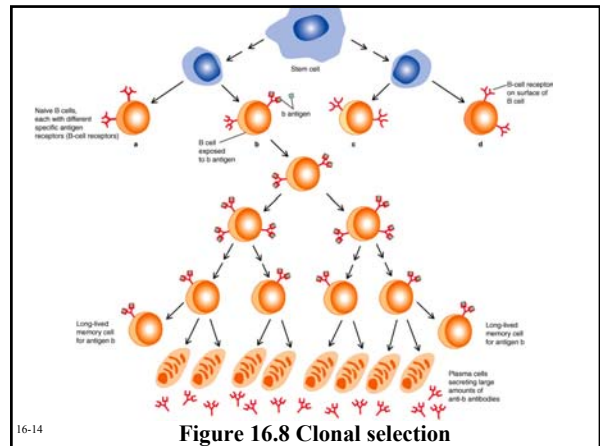 Stem cell
B-cell receptor
on surface of
B cell
Naive B cells,
each with different
specific antigen
receptors (B-cell receptors)
b antigen
a
b
c
d
B cell
exposed
to b antigen
Long-lived
memory cell
for antigen b
Long-lived
memory cell
for antigen b
Plasma cells
secreting large
amounts of
anti-b antibodies
16-14
Figure 16.8 Clonal selection